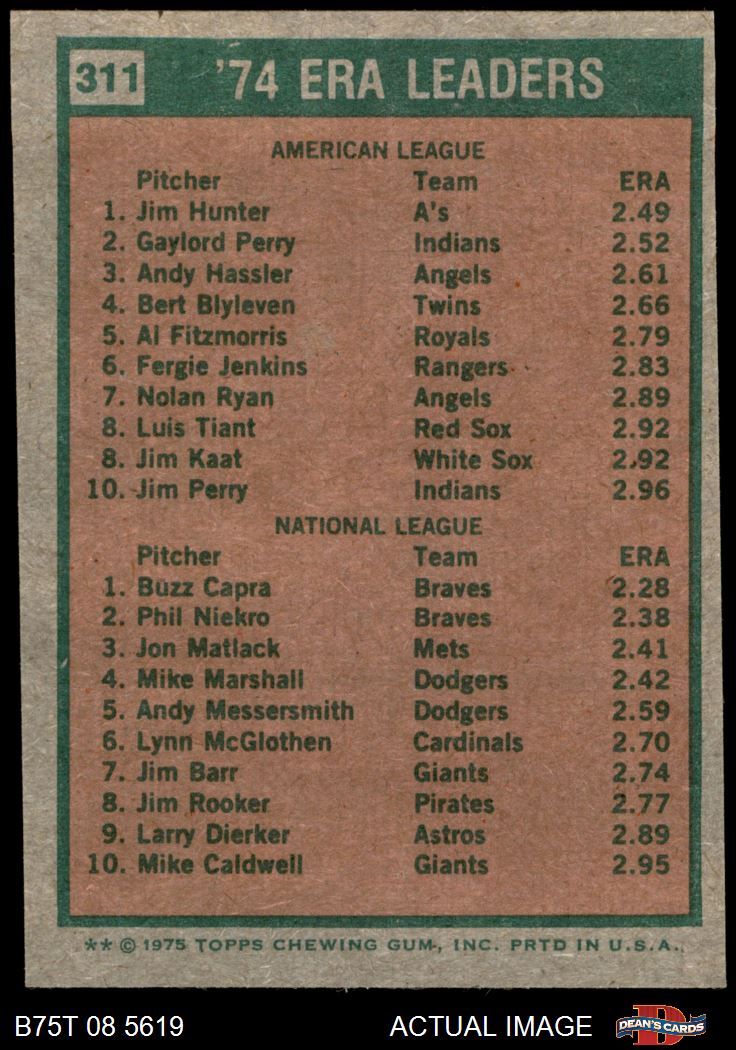 311 '74 ERA LEADERS
AMERICAN LEAGUE
Pitcher Team ERA
1. Jim Hunter A's 2.49
2. Gaylord Perry Indians 2.52
3. Andy Hassler Angels 2.61
4. Bert Blyleven Twins 2.66
5. Al Fitzmorris Royals 2.79
6. Fergie Jenkins Rangers 2.83
7. Nolan Ryan Angels 2.89
8. Luis Tiant Red Sox 2.92
8. Jim Kaat White Sox 2.92
10. Jim Perry Indians 2.96
NATIONAL LEAGUE
Pitcher Team ERA
1. Buzz Capra Braves 2.28
2. Phil Niekro Braves 2.38
3. Jon Matlack Mets 2.41
4. Mike Marshall Dodgers 2.42
5. Andy Messersmith Dodgers 2.59
6. Lynn McGlothen Cardinals 2.70
7. Jim Barr Giants 2.74
8. Jim Rooker Pirates 2.77
9. Larry Dierker Astros 2.89
10. Mike Caldwell Giants 2.95
** © 1975 TOPPS CHEWING GUM, INC. PRTD IN U.S.A.
B75T 08 5619 ACTUAL IMAGE D DEAN'S CARDS